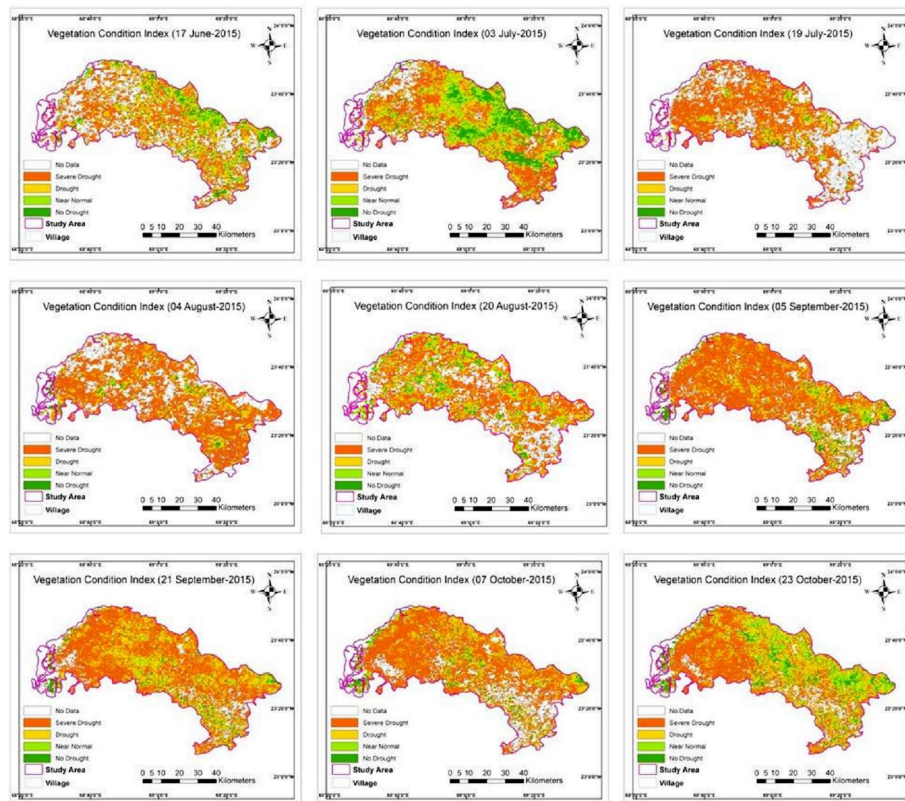 Vegetation Condition Index (17 June-2015)
N
W E
S
No Data
Severe Drought
Drought
Near Normal
No Drought
Study Area
Village
0 5 10 20 30 40
Kilometers
Vegetation Condition Index (03 July-2015)
N
W E
S
No Data
Severe Drought
Drought
Near Normal
No Drought
Study Area
Village
0 5 10 20 30 40
Kilometers
Vegetation Condition Index (19 July-2015)
N
W E
S
No Data
Severe Drought
Drought
Near Normal
No Drought
Study Area
Village
0 5 10 20 30 40
Kilometers
Vegetation Condition Index (04 August-2015)
N
W E
S
No Data
Severe Drought
Drought
Near Normal
No Drought
Study Area
Village
0 5 10 20 30 40
Kilometers
Vegetation Condition Index (20 August-2015)
N
W E
S
No Data
Severe Drought
Drought
Near Normal
No Drought
Study Area
Village
0 5 10 20 30 40
Kilometers
Vegetation Condition Index (05 September-2015)
N
W E
S
No Data
Severe Drought
Drought
Near Normal
No Drought
Study Area
Village
0 5 10 20 30 40
Kilometers
Vegetation Condition Index (21 September-2015)
N
W E
S
No Data
Severe Drought
Drought
Near Normal
No Drought
Study Area
Village
0 5 10 20 30 40
Kilometers
Vegetation Condition Index (07 October-2015)
N
W E
S
No Data
Severe Drought
Drought
Near Normal
No Drought
Study Area
Village
0 5 10 20 30 40
Kilometers
Vegetation Condition Index (23 October-2015)
N
W E
S
No Data
Severe Drought
Drought
Near Normal
No Drought
Study Area
Village
0 5 10 20 30 40
Kilometers